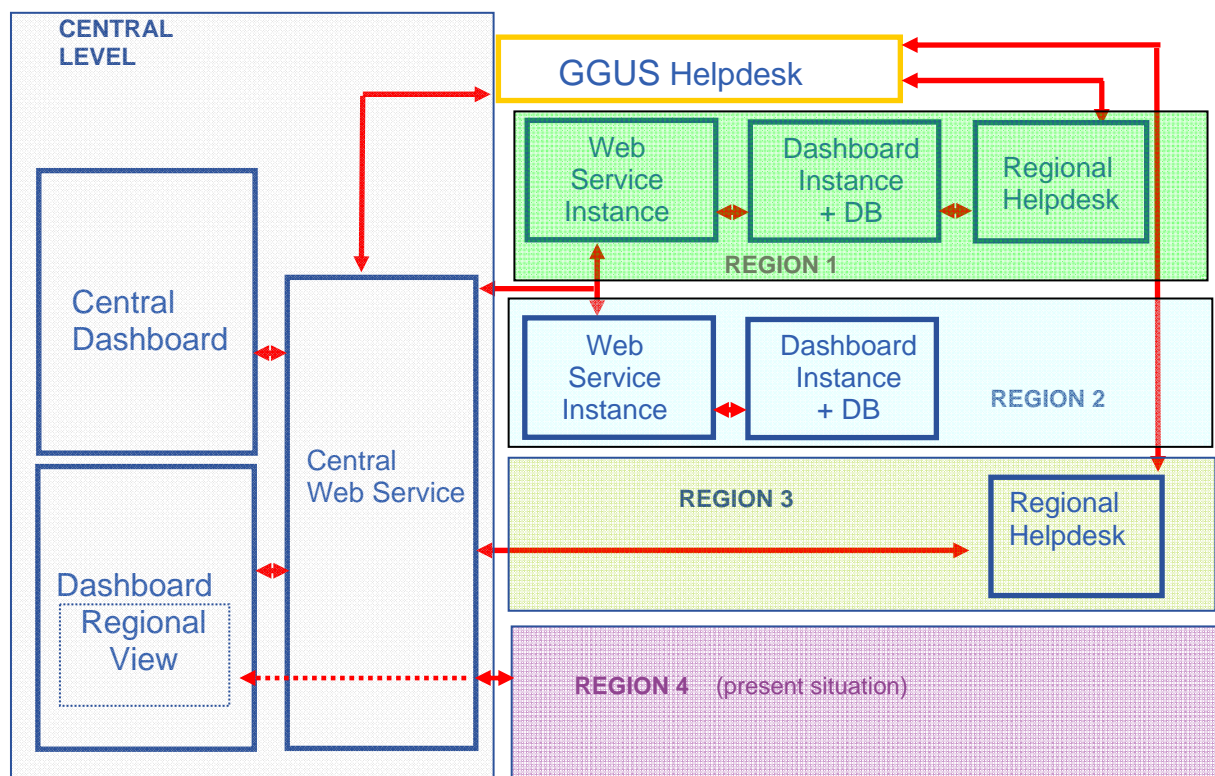 CENTRAL
LEVEL
GGUS Helpdesk
Web
Service
Instance
Dashboard
Instance
+ DB
Regional
Helpdesk
REGION 1
Central
Dashboard
Web
Service
Instance
Dashboard
Instance
+ DB
REGION 2
Central
Web Service
REGION 3
Regional
Helpdesk
Dashboard
Regional
View
REGION 4 (present situation)